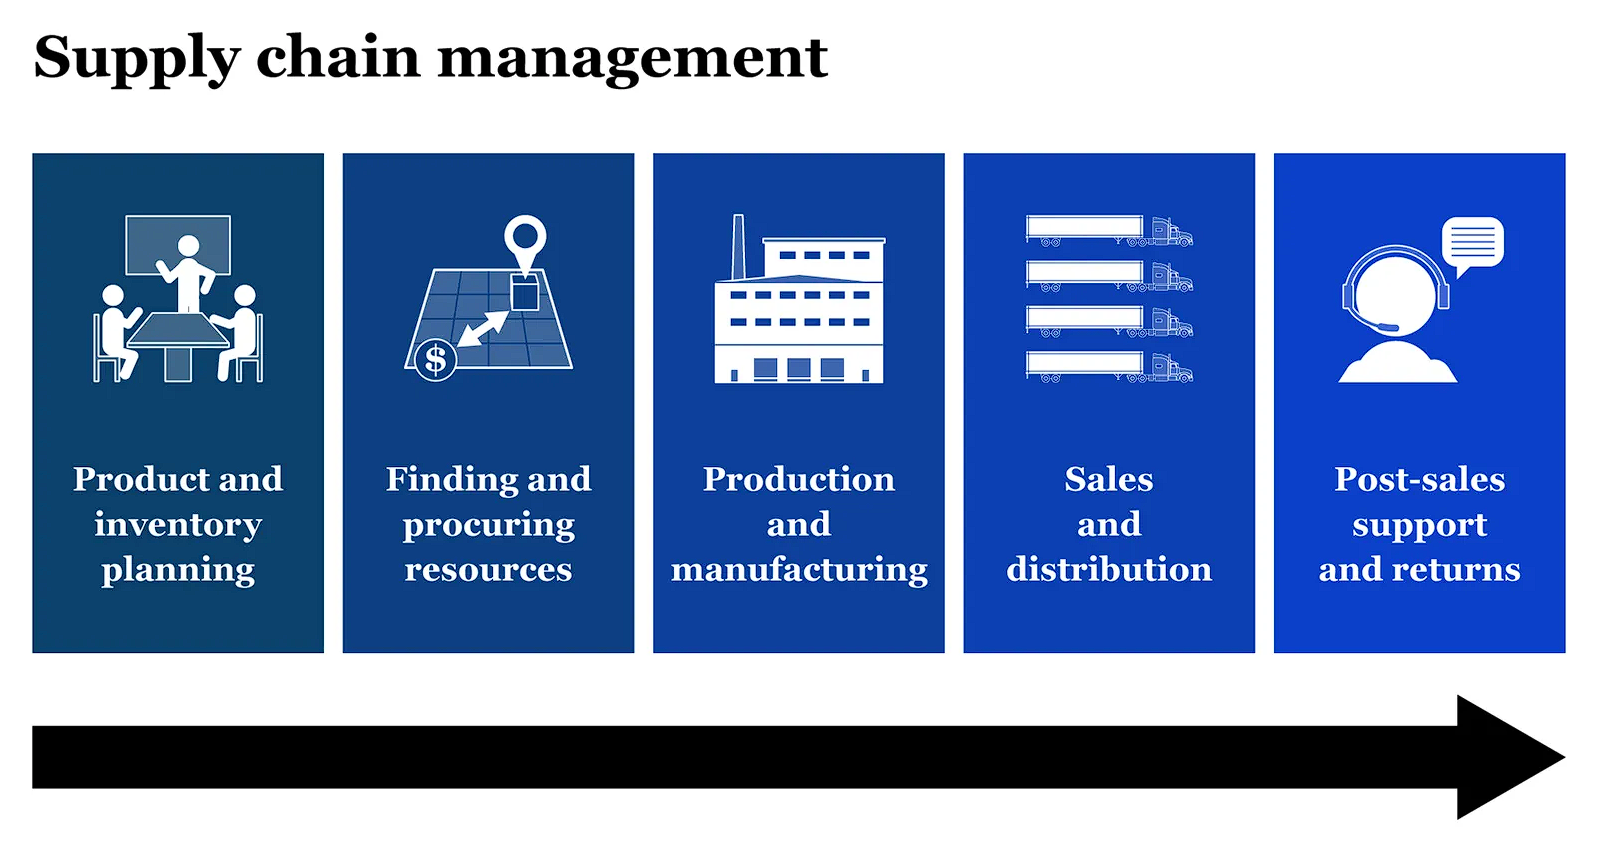 Supply chain management
$
Product and
inventory
planning
Finding and
procuring
resources
Production
and
manufacturing
Sales
and
distribution
Post-sales
support
and returns